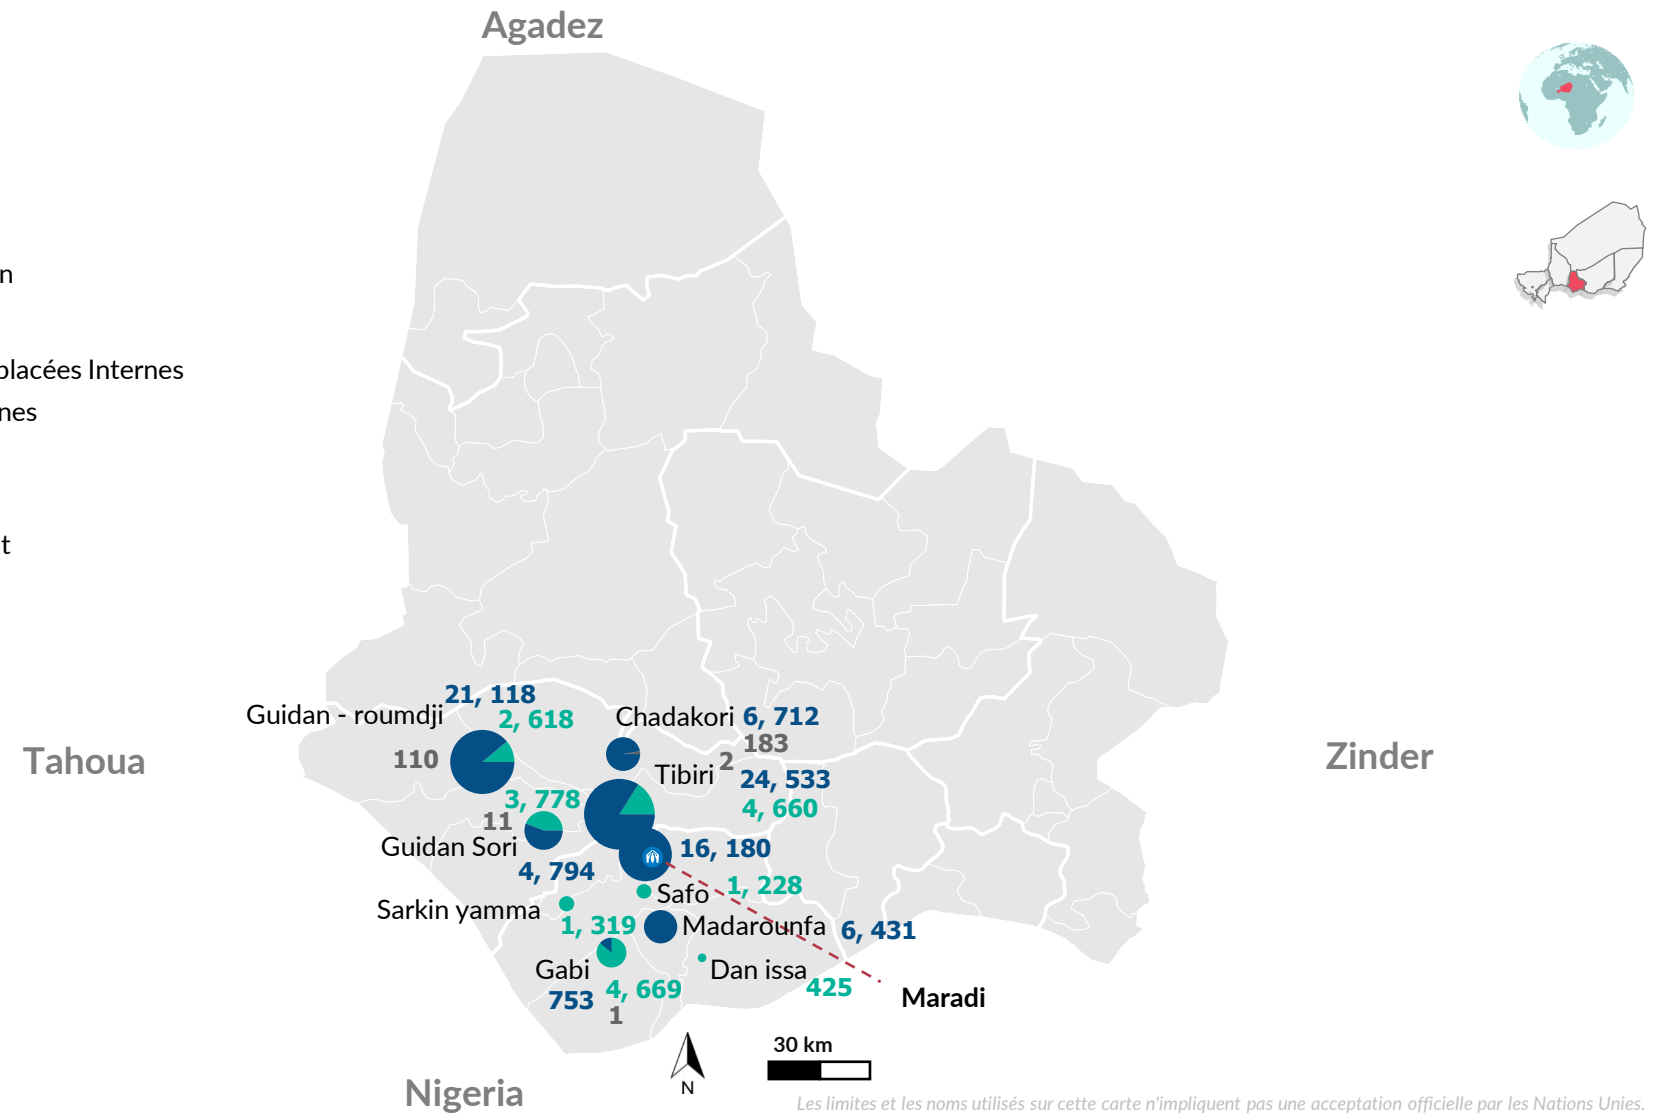 Agadez
n
placées Internes
nes
t
21, 118
Guidan - roumdji
2, 618
110
Chadakori
6, 712
183
Tahoua
Zinder
Tibiri
2
24, 533
4, 660
3, 778
11
Guidan Sori
4, 794
16, 180
Safo
1, 228
Sarkin yamma
1, 319
Madarounfa
6, 431
Gabi
4, 669
753
1
Dan issa
425
Maradi
30 km
N
Nigeria
Les limites et les noms utilisés sur cette carte n'impliquent pas une acceptation officielle par les Nations Unies.